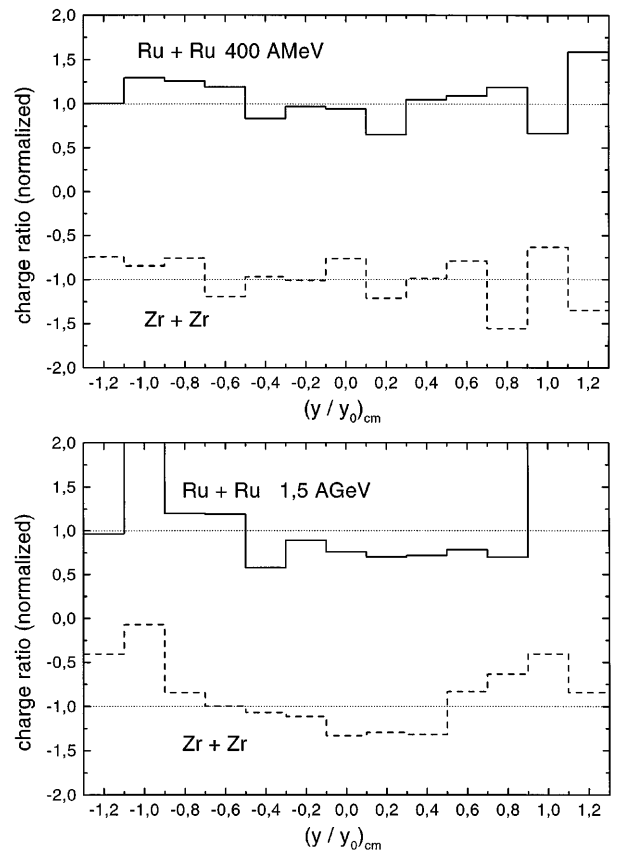 2,0
Ru + Ru 400 AMeV
1,5
1,0
0,5
0,0
-0,5
-1,0
Zr + Zr
-1,5
-2,0
charge ratio (normalized)
-1,2 -1,0 -0,8 -0,6 -0,4 -0,2 0,0 0,2 0,4 0,6 0,8 1,0 1,2
(y / y0)cm
2,0
Ru + Ru 1,5 AGeV
1,5
1,0
0,5
0,0
-0,5
-1,0
Zr + Zr
-1,5
-2,0
charge ratio (normalized)
-1,2 -1,0 -0,8 -0,6 -0,4 -0,2 0,0 0,2 0,4 0,6 0,8 1,0 1,2
(y / y0)cm